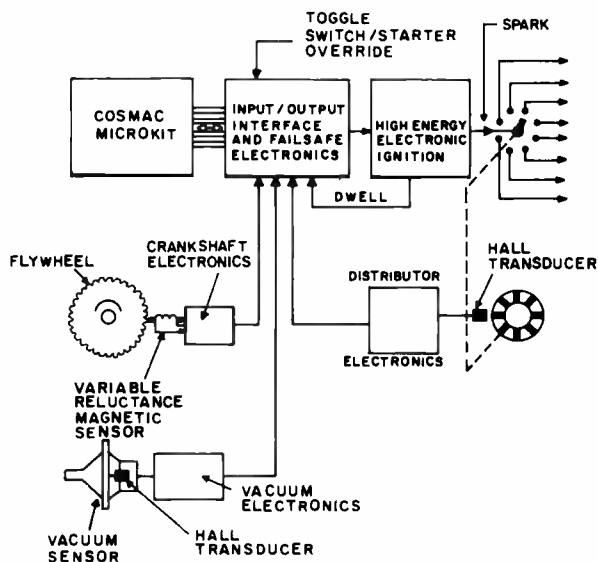 TOGGLE
SWITCH/STARTER
OVERRIDE
SPARK
COSMAC
MICROKIT
INPUT/OUTPUT
INTERFACE
AND FAILSAFE
ELECTRONICS
HIGH ENERGY
ELECTRONIC
IGNITION
DWELL
FLYWHEEL
CRANKSHAFT
ELECTRONICS
HALL
TRANSDUCER
DISTRIBUTOR
ELECTRONICS
VARIABLE
RELUCTANCE
MAGNETIC
SENSOR
VACUUM
ELECTRONICS
VACUUM
SENSOR
HALL
TRANSDUCER